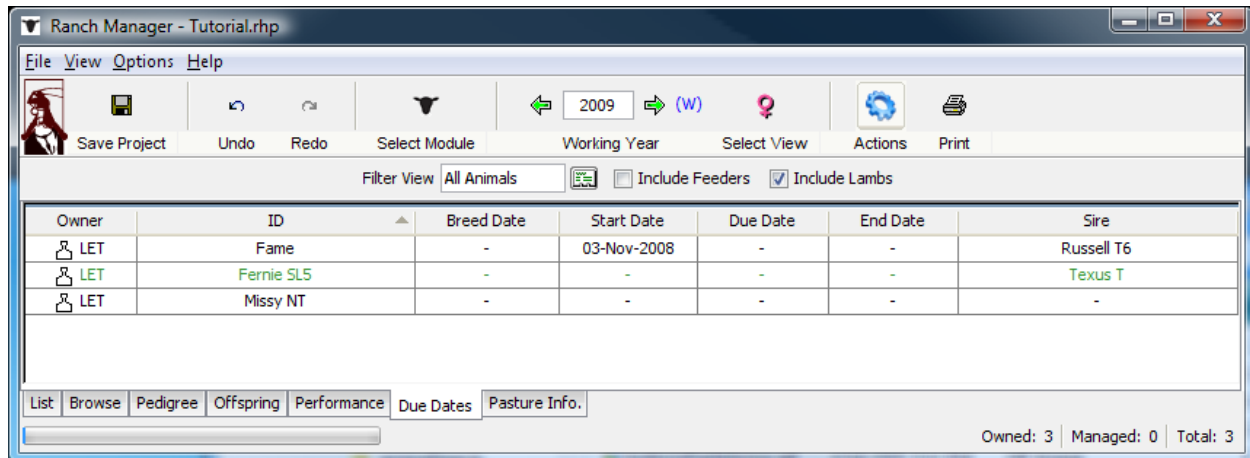 Ranch Manager - Tutorial.rhp
File View Options Help
2009 (W)
Save Project Undo Redo Select Module Working Year Select View Actions Print
Filter View All Animals Include Feeders Include Lambs
Owner ID Breed Date Start Date Due Date End Date Sire
LET Fame - 03-Nov-2008 - - Russell T6
LET Fernie SL5 - - - - Texus T
LET Missy NT - - - - -
List Browse Pedigree Offspring Performance Due Dates Pasture Info.
Owned: 3 Managed: 0 Total: 3